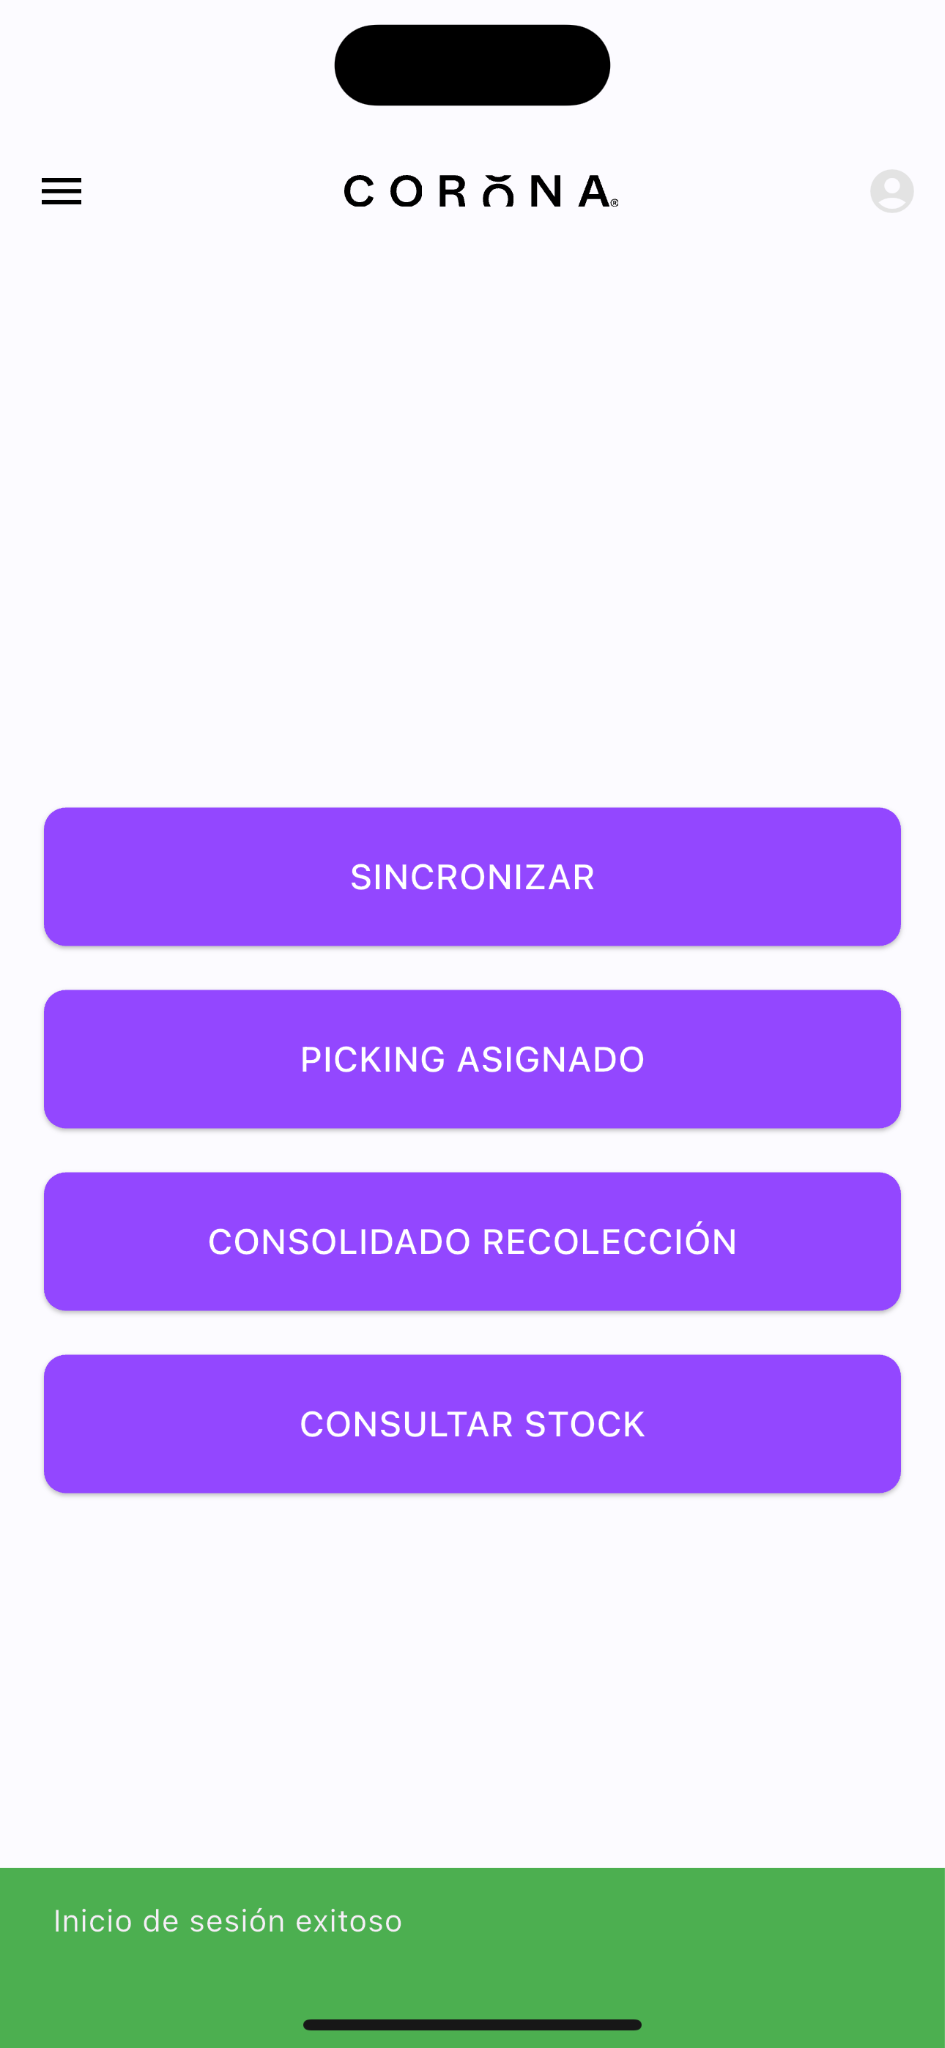 CORONA®
SINCRONIZAR
PICKING ASIGNADO
CONSOLIDADO RECOLECCIÓN
CONSULTAR STOCK
Inicio de sesión exitoso